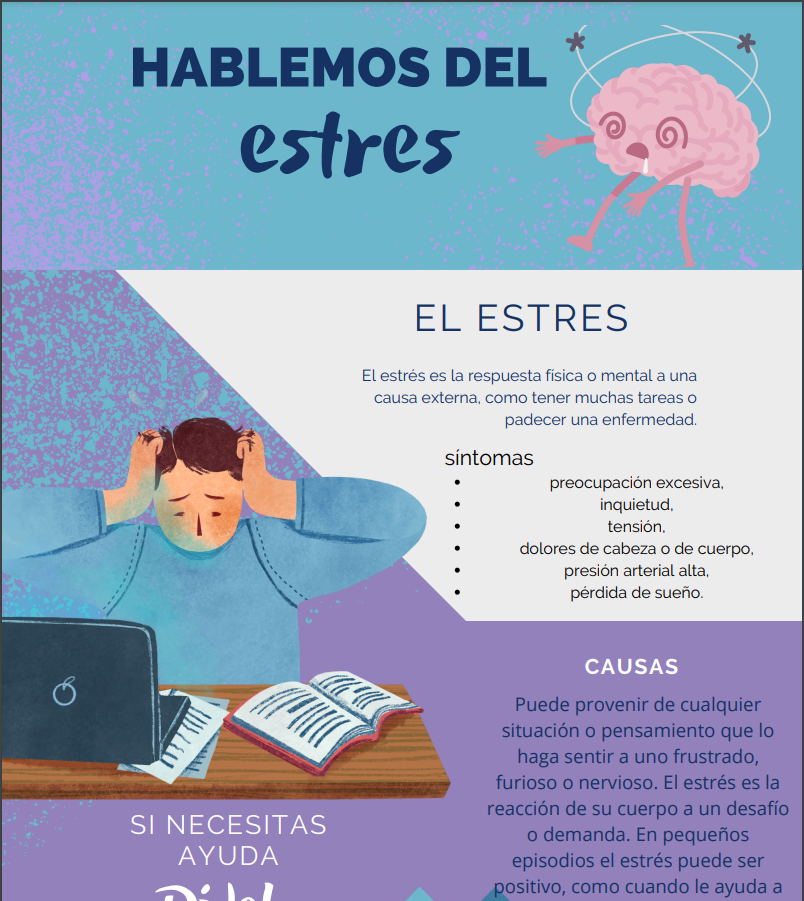 HABLEMOS DEL
estres
EL ESTRES
El estrés es la respuesta física o mental a una
causa externa, como tener muchas tareas o
padecer una enfermedad.
síntomas
• preocupación excesiva,
• inquietud,
• tensión,
• dolores de cabeza o de cuerpo,
• presión arterial alta,
• pérdida de sueño.
CAUSAS
Puede provenir de cualquier
situación o pensamiento que lo
haga sentir a uno frustrado,
furioso o nervioso. El estrés es la
reacción de su cuerpo a un desafío
o demanda. En pequeños
episodios el estrés puede ser
positivo, como cuando le ayuda a
SI NECESITAS
AYUDA